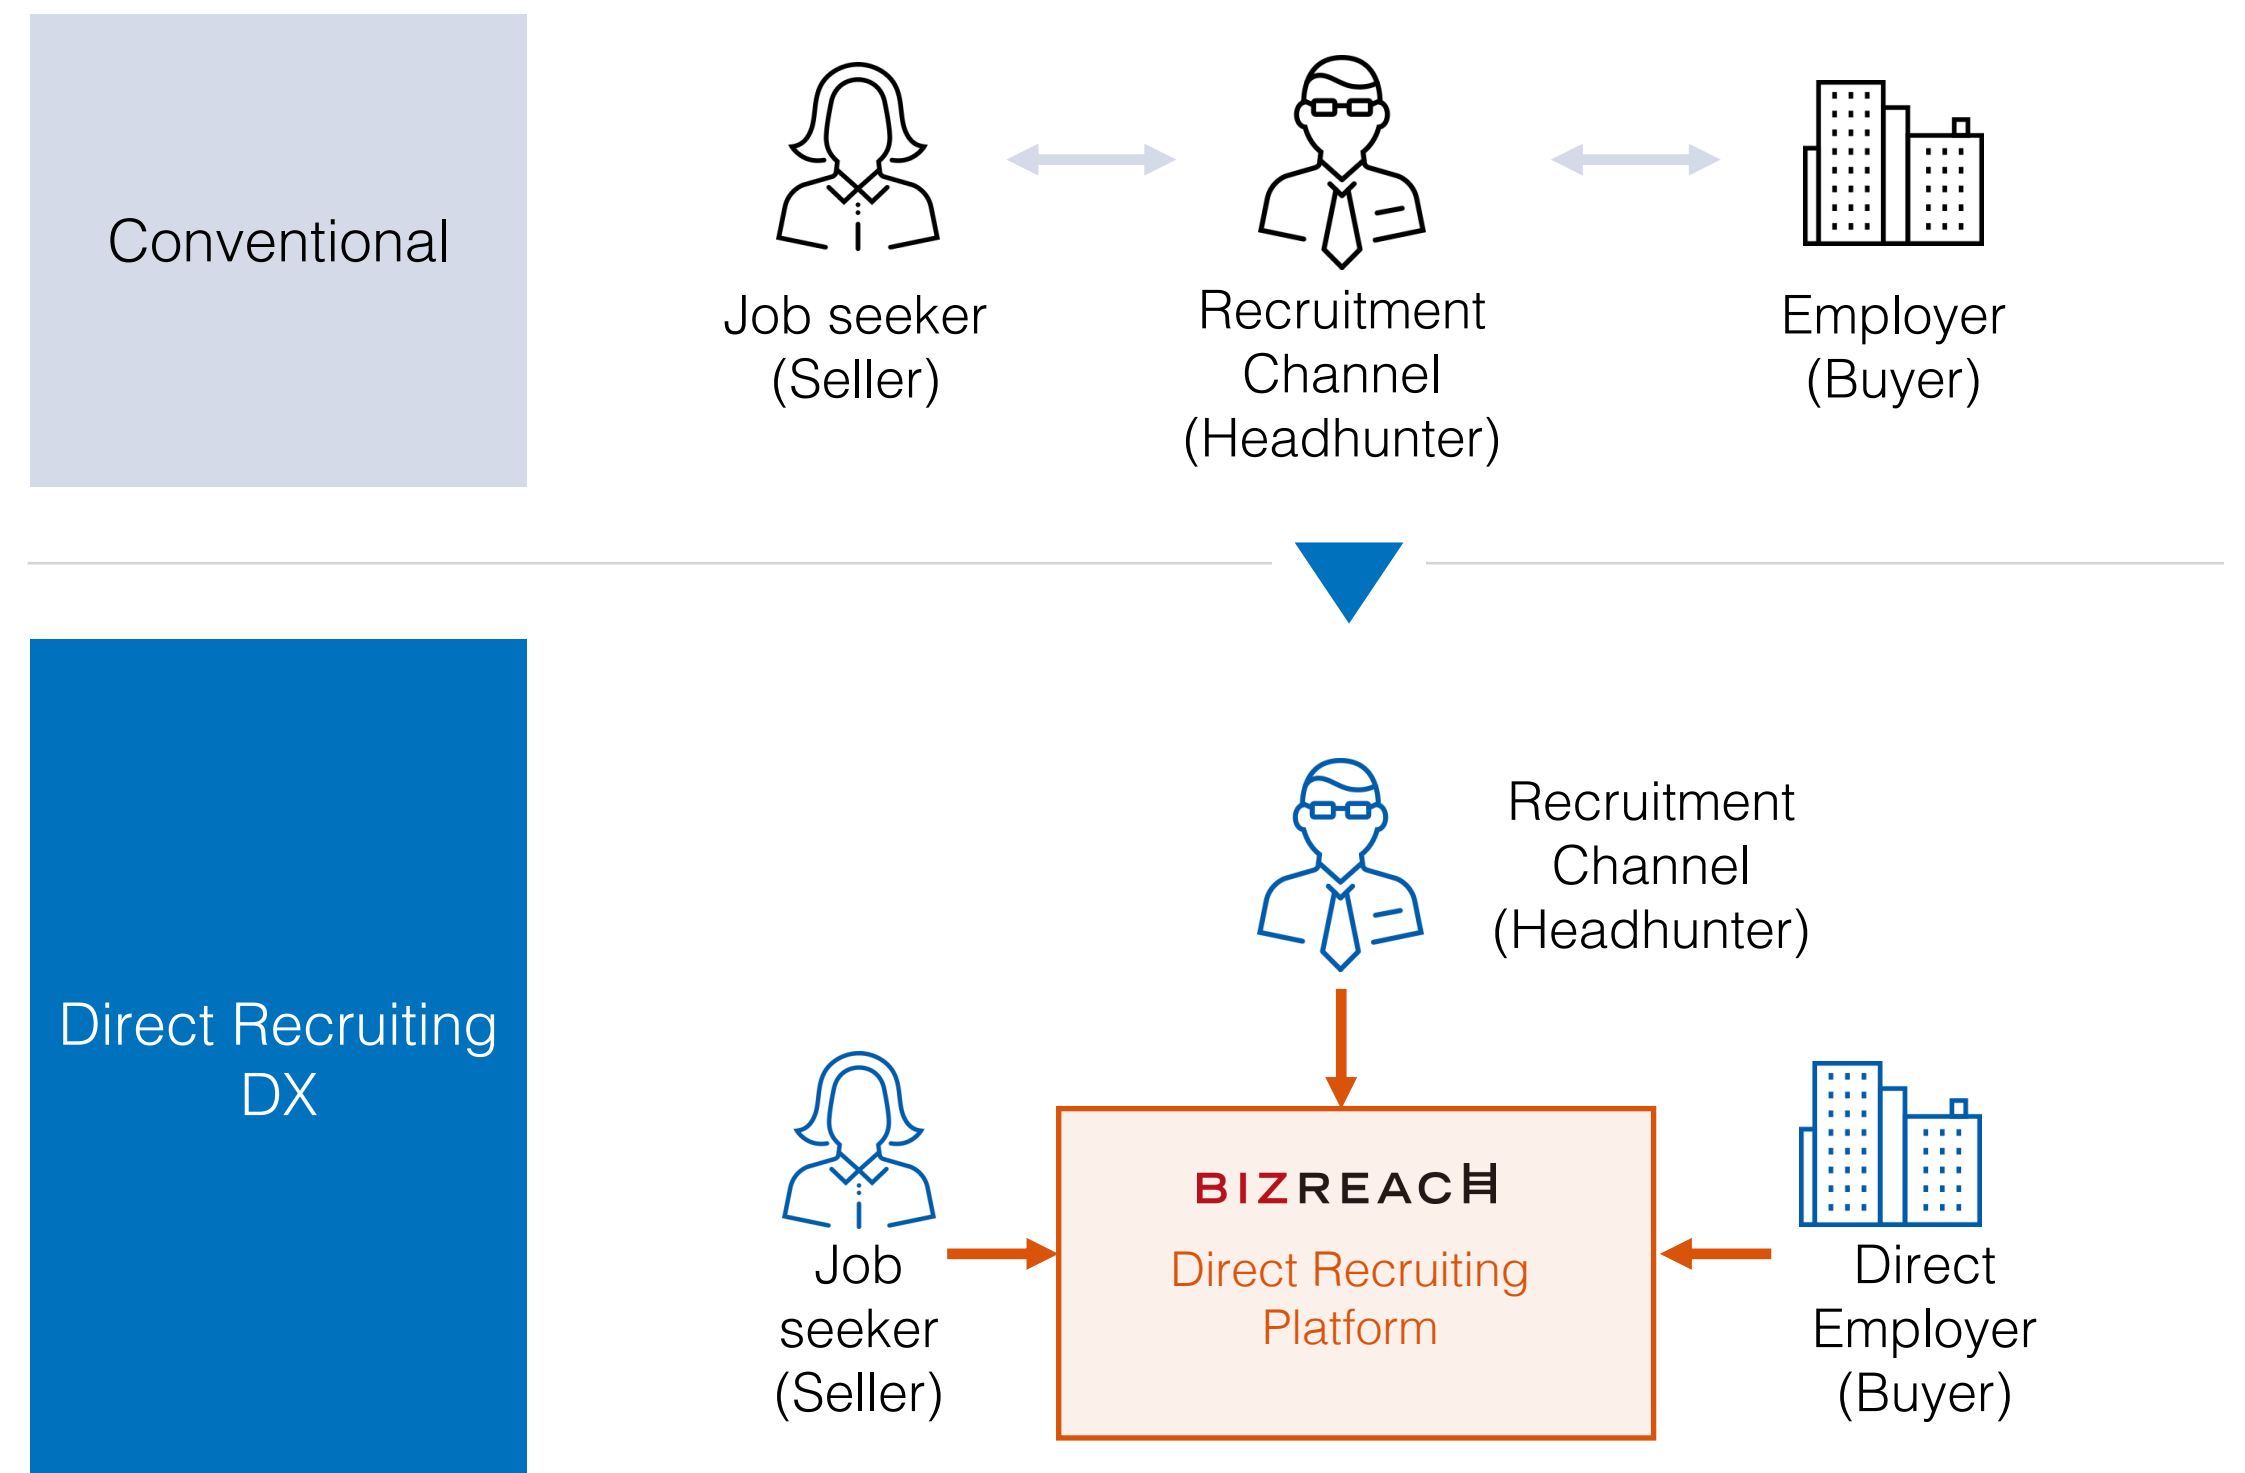 Conventional
Job seeker
(Seller)
Recruitment
Channel
(Headhunter)
Employer
(Buyer)
Direct Recruiting
DX
Recruitment
Channel
(Headhunter)
Job
seeker
(Seller)
BIZREACH
Direct Recruiting
Platform
Direct
Employer
(Buyer)